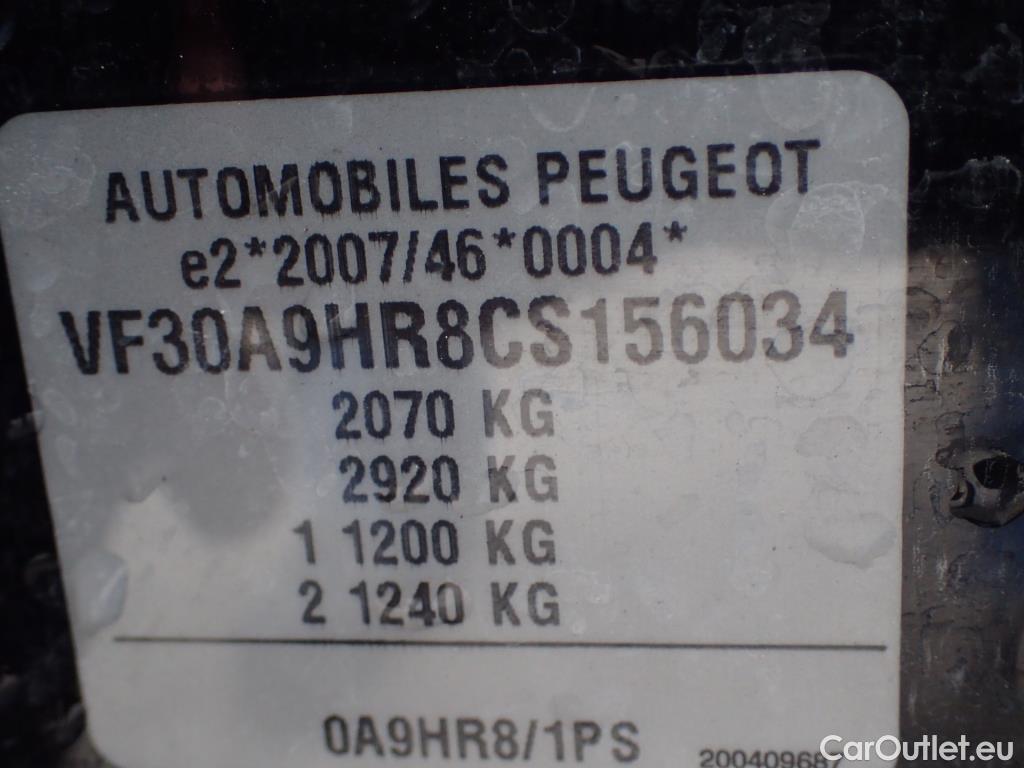 AUTOMOBILES PEUGEOT
e2*2007/46*0004*
VF30A9HR8CS156034
2070 KG
2920 KG
1 1200 KG
2 1240 KG
0A9HR8/1PS
200409687
CarOutlet.eu